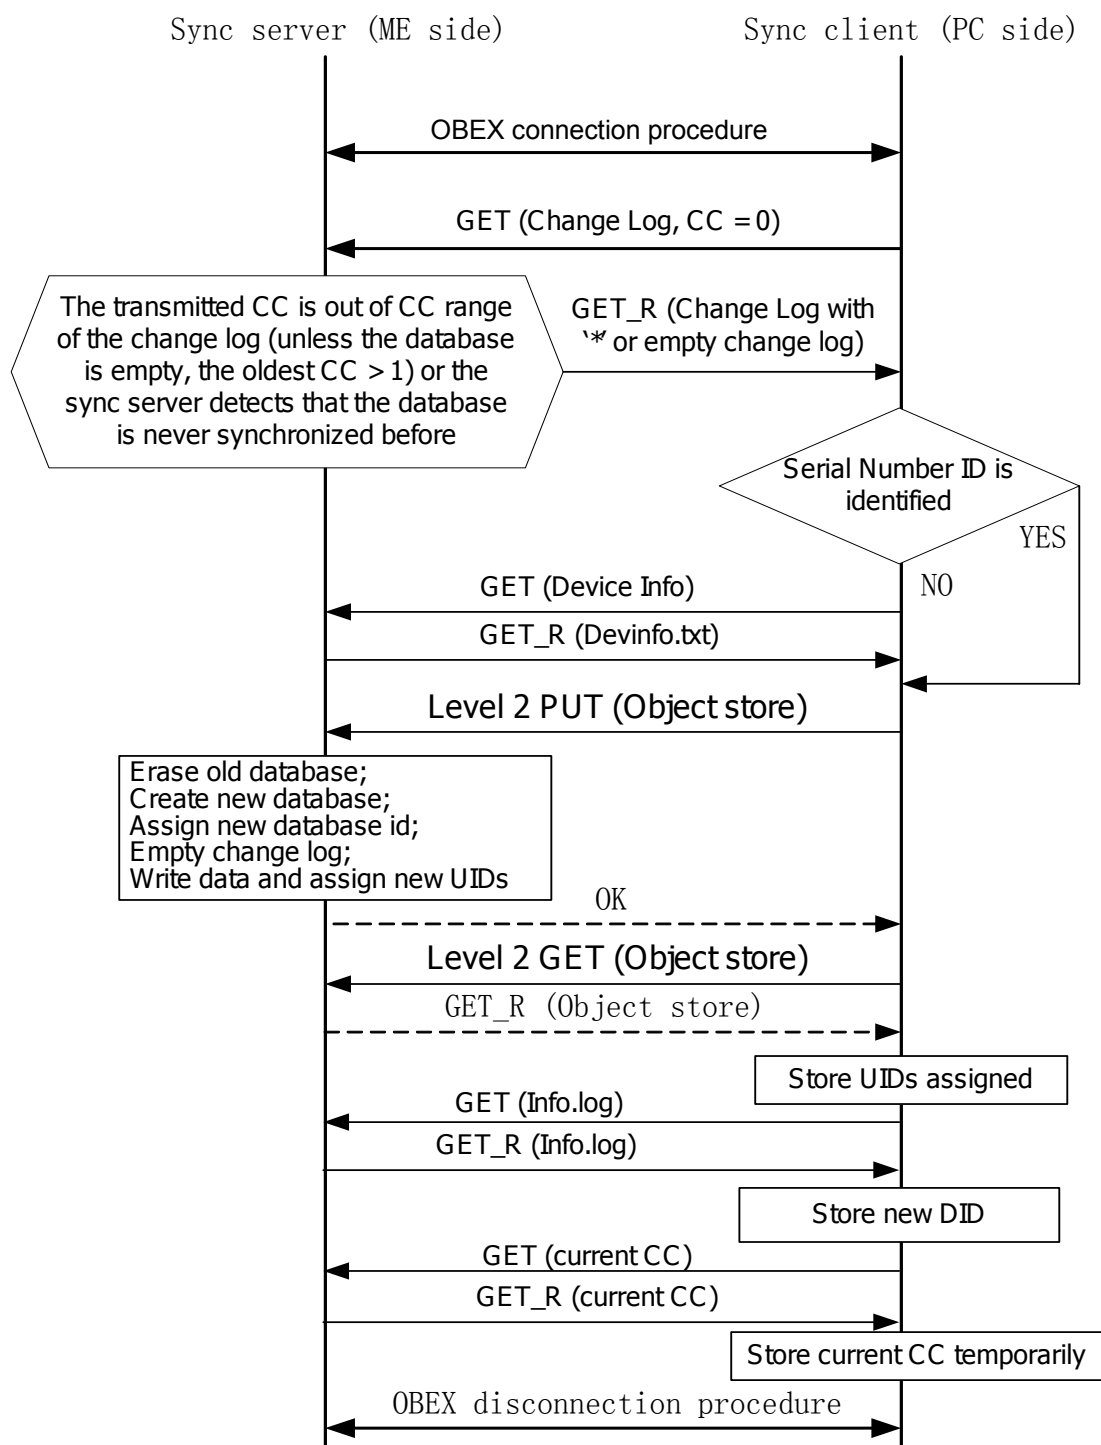 Sync server (ME side)
Sync client (PC side)
OBEX connection procedure
GET (Change Log, CC = 0)
The transmitted CC is out of CC range
of the change log (unless the database
is empty, the oldest CC > 1) or the
sync server detects that the database
is never synchronized before
GET_R (Change Log with
‘*’ or empty change log)
Serial Number ID is
identified
YES
NO
GET (Device Info)
GET_R (Devinfo.txt)
Level 2 PUT (Object store)
Erase old database;
Create new database;
Assign new database id;
Empty change log;
Write data and assign new UIDs
OK
Level 2 GET (Object store)
GET_R (Object store)
Store UIDs assigned
GET (Info.log)
GET_R (Info.log)
Store new DID
GET (current CC)
GET_R (current CC)
Store current CC temporarily
OBEX disconnection procedure